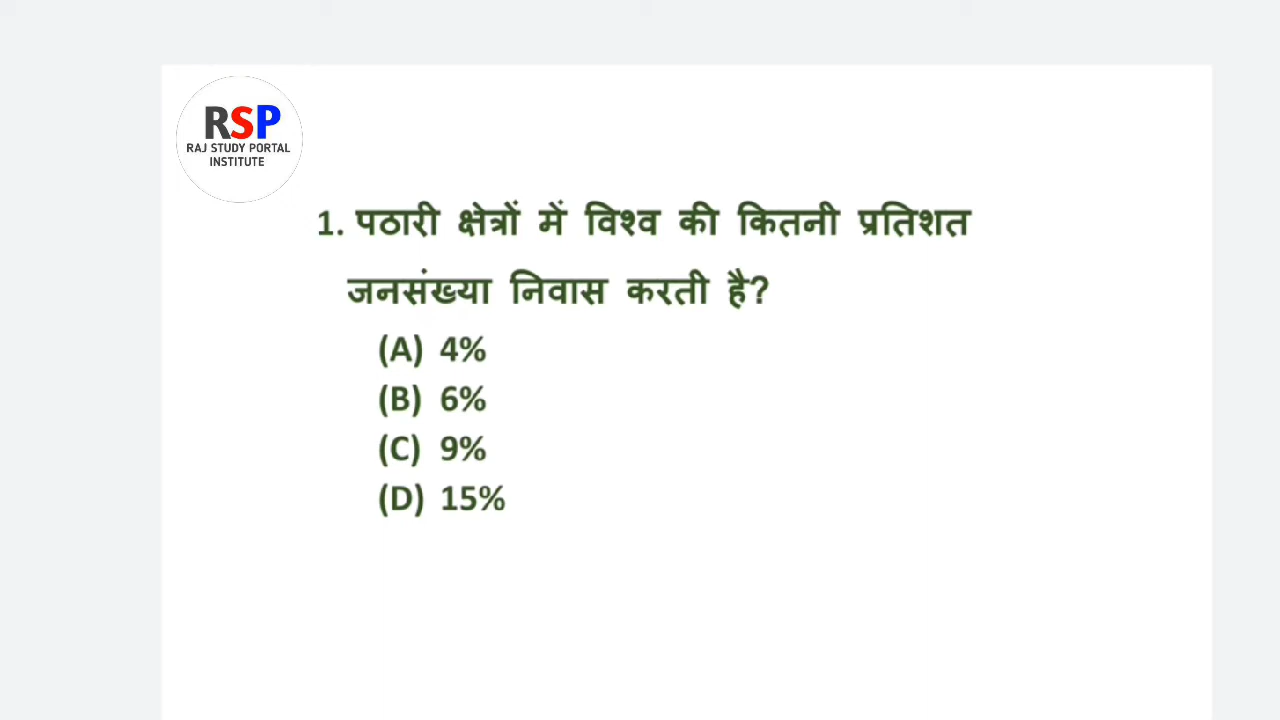 RSP
RAJ STUDY PORTAL
INSTITUTE
1. पठारी क्षेत्रों में विश्व की कितनी प्रतिशत
जनसंख्या निवास करती है?
(A) 4%
(B) 6%
(C) 9%
(D) 15%